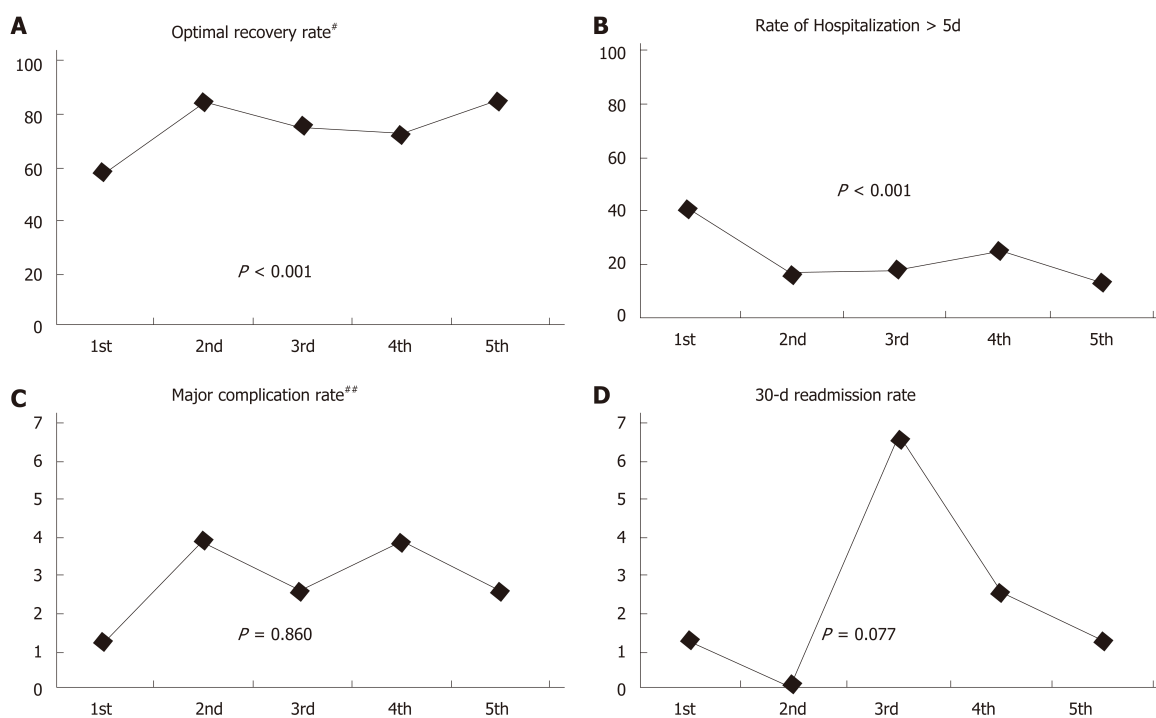 A
Optimal recovery rate#
100
80
60
40
20
0
P < 0.001
1st 2nd 3rd 4th 5th
B
Rate of Hospitalization > 5d
100
80
60
40
20
0
P < 0.001
1st 2nd 3rd 4th 5th
C
Major complication rate##
7
6
5
4
3
2
1
0
P = 0.860
1st 2nd 3rd 4th 5th
D
30-d readmission rate
7
6
5
4
3
2
1
0
P = 0.077
1st 2nd 3rd 4th 5th